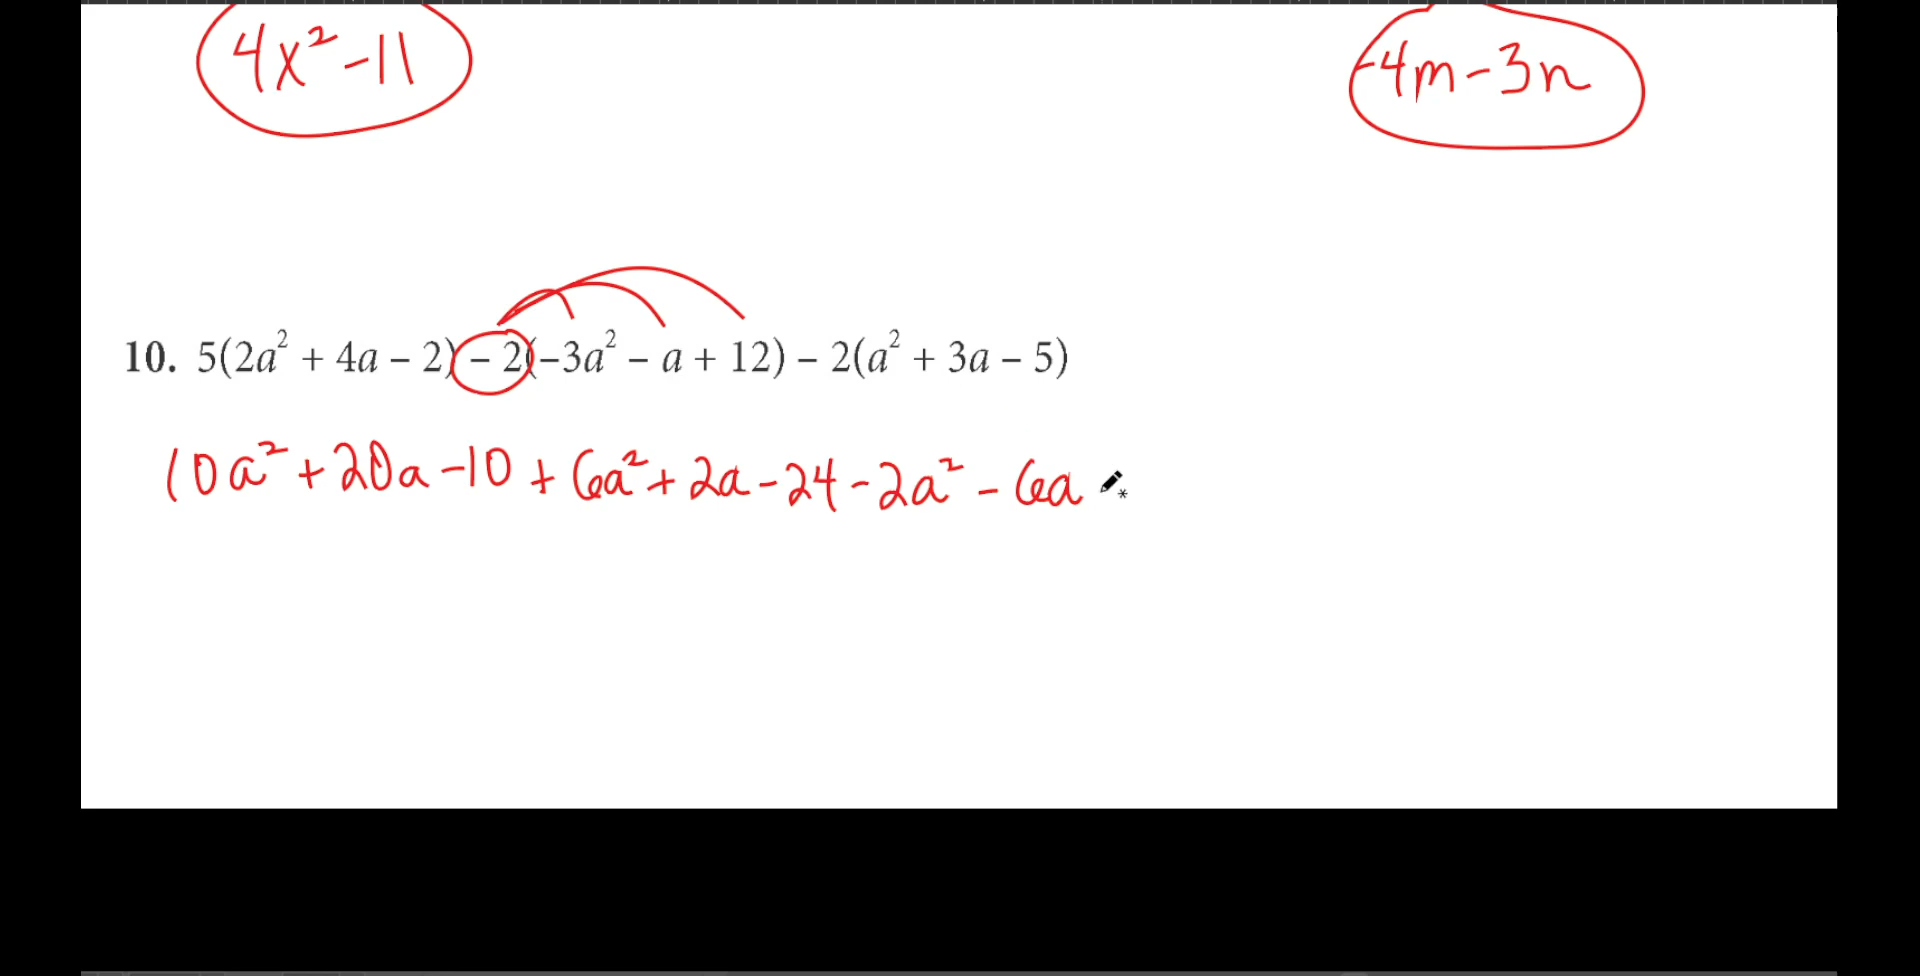 4x² -11
-4m -3n
10. 5(2a² + 4a – 2) – 2(–3a² – a + 12) – 2(a² + 3a – 5)
10a² +20a -10 + 6a² + 2a -24 -2a² - 6a